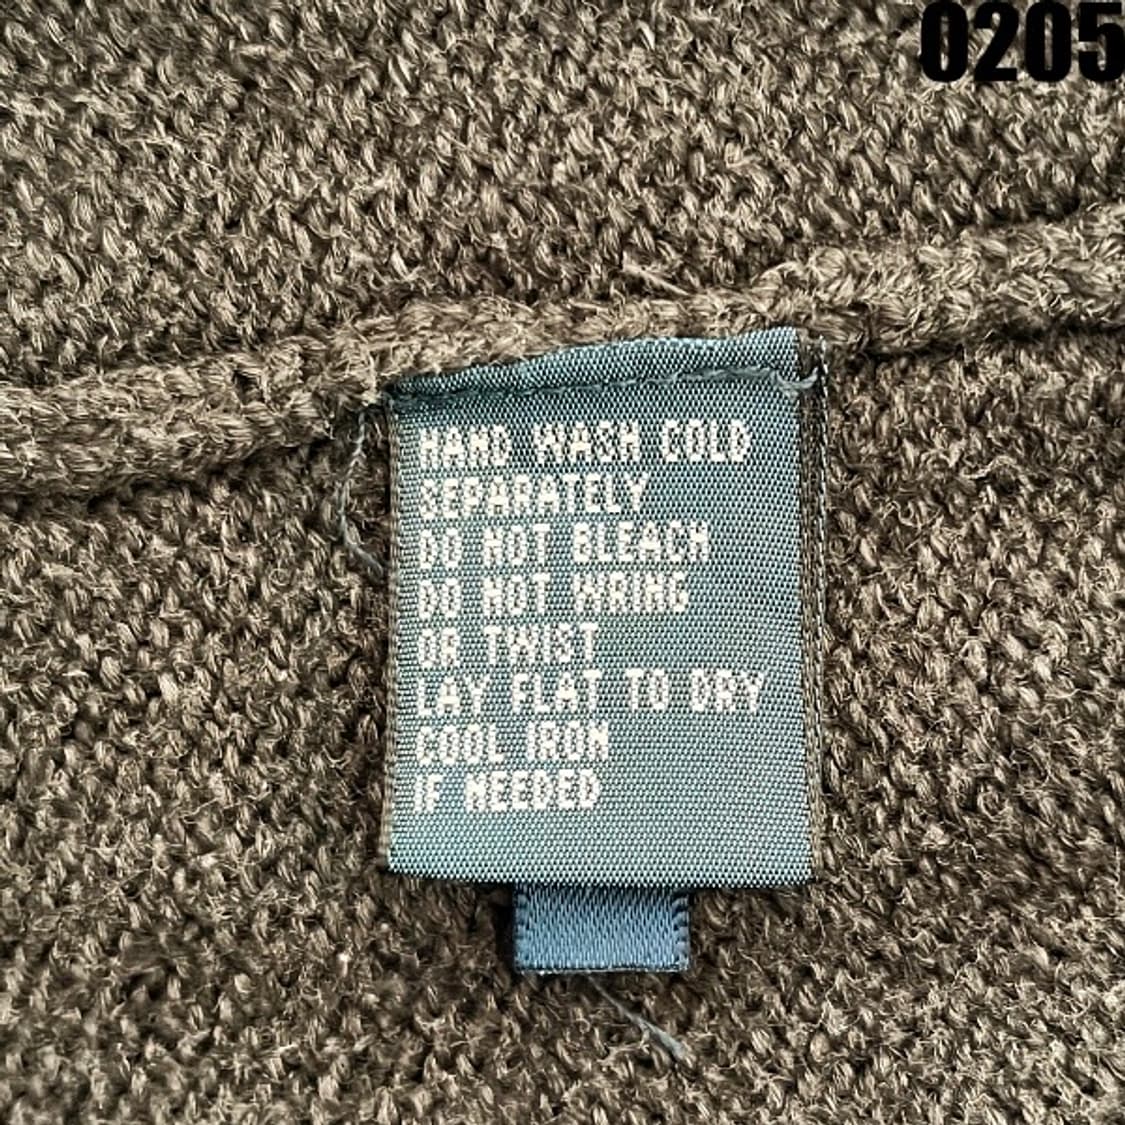 0205
HAND WASH COLD
SEPARATELY
DO NOT BLEACH
DO NOT WRING
OR TWIST
LAY FLAT TO DRY
COOL IRON
IF NEEDED